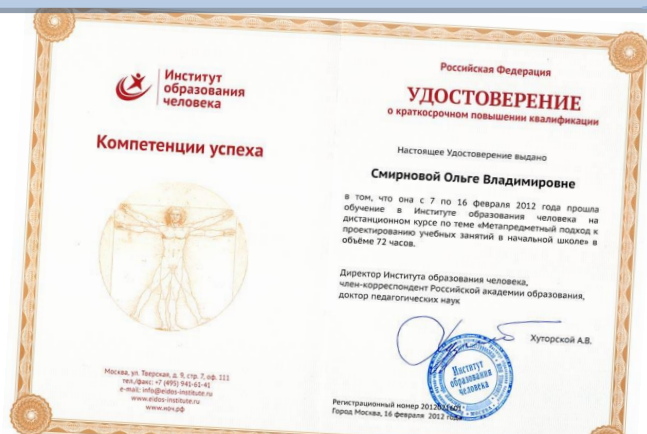 Институт
образования
человека
Компетенции успеха
Москва, ул. Тверская, д. 9, стр. 7, оф. 111
тел./факс: +7 (495) 941-61-41
e-mail: info@eidos-institute.ru
www.eidos-institute.ru
www.иоч.рф
Российская Федерация
УДОСТОВЕРЕНИЕ
о краткосрочном повышении квалификации
Настоящее Удостоверение выдано
Смирновой Ольге Владимировне
в том, что она с 7 по 16 февраля 2012 года прошла
обучение в Институте образования человека на
дистанционном курсе по теме «Метапредметный подход к
проектированию учебных занятий в начальной школе» в
объёме 72 часов.
Директор Института образования человека,
член-корреспондент Российской академии образования,
доктор педагогических наук
Хуторской А.В.
Институт
образования
человека
Регистрационный номер
Город Москва, 16 февраля 2012